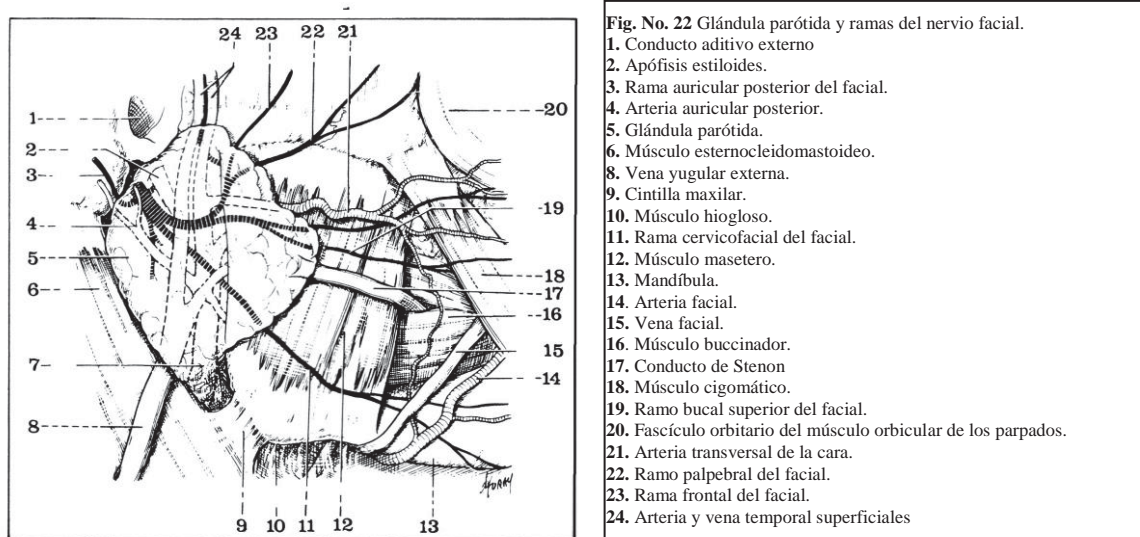 24 23 22 21
20
1
2
3
19
4
5
18
6
17
16
7
15
14
8
9 10 11 12 13
Fig. No. 22 Glándula parótida y ramas del nervio facial.
1. Conducto aditivo externo
2. Apófisis estiloides.
3. Rama auricular posterior del facial.
4. Arteria auricular posterior.
5. Glándula parótida.
6. Músculo esternocleidomastoideo.
8. Vena yugular externa.
9. Cintilla maxilar.
10. Músculo hiogloso.
11. Rama cervicofacial del facial.
12. Músculo masetero.
13. Mandíbula.
14. Arteria facial.
15. Vena facial.
16. Músculo buccinador.
17. Conducto de Stenon
18. Músculo cigomático.
19. Ramo bucal superior del facial.
20. Fascículo orbitario del músculo orbicular de los parpados.
21. Arteria transversal de la cara.
22. Ramo palpebral del facial.
23. Rama frontal del facial.
24. Arteria y vena temporal superficiales